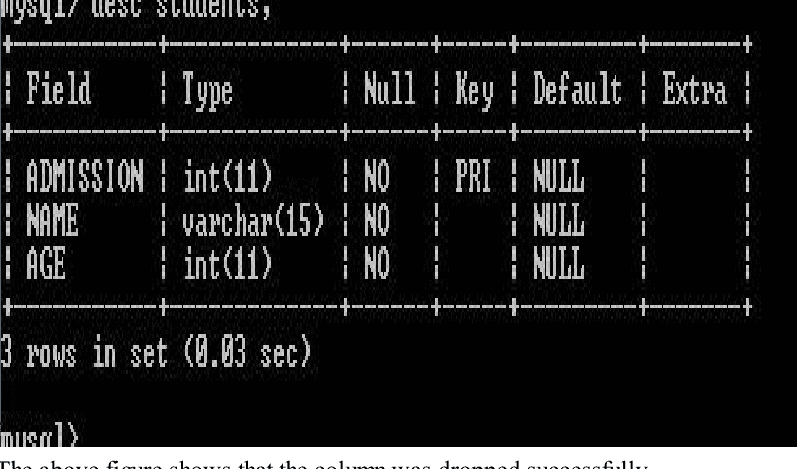 mysql> desc students;
+-----------+-------------+------+-----+---------+-------+
| Field | Type | Null | Key | Default | Extra |
+-----------+-------------+------+-----+---------+-------+
| ADMISSION | int(11) | NO | PRI | NULL | |
| NAME | varchar(15) | NO | | NULL | |
| AGE | int(11) | NO | | NULL | |
+-----------+-------------+------+-----+---------+-------+
3 rows in set (0.03 sec)
mysql>
The above figure shows that the column was dropped successfully